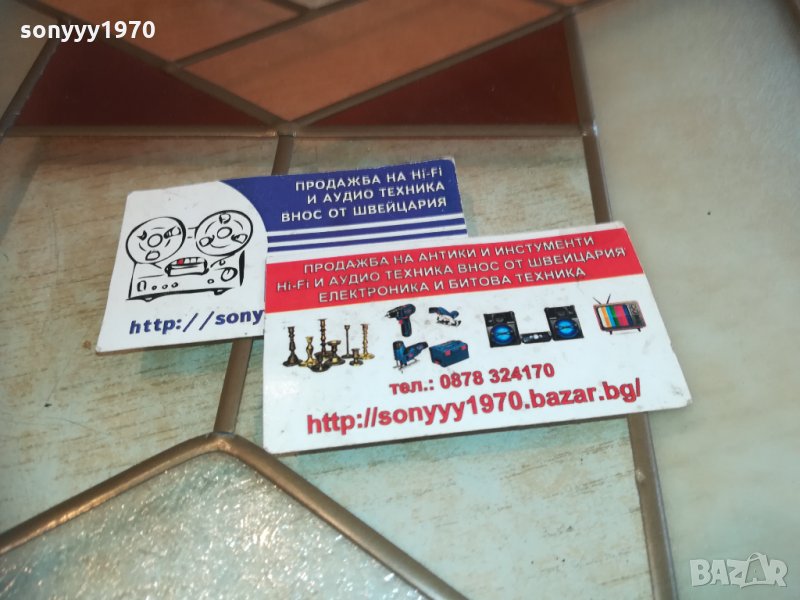 sonyyy1970
ПРОДАЖБА НА Hi-Fi
И АУДИО ТЕХНИКА
ВНОС ОТ ШВЕЙЦАРИЯ
http://sony
ПРОДАЖБА НА АНТИКИ И ИНСТУМЕНТИ
Hi-Fi И АУДИО ТЕХНИКА ВНОС ОТ ШВЕЙЦАРИЯ
ЕЛЕКТРОНИКА И БИТОВА ТЕХНИКА
тел.: 0878 324170
http://sonyyy1970.bazar.bg/
BAZAR